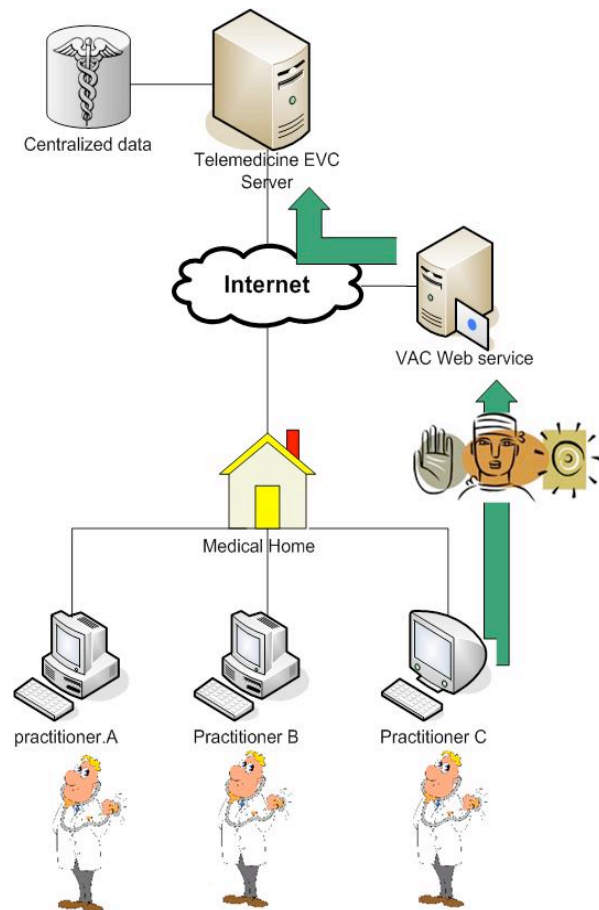 Centralized data
Telemedicine EVC
Server
Internet
VAC Web service
Medical Home
practitioner.A
Practitioner B
Practitioner C